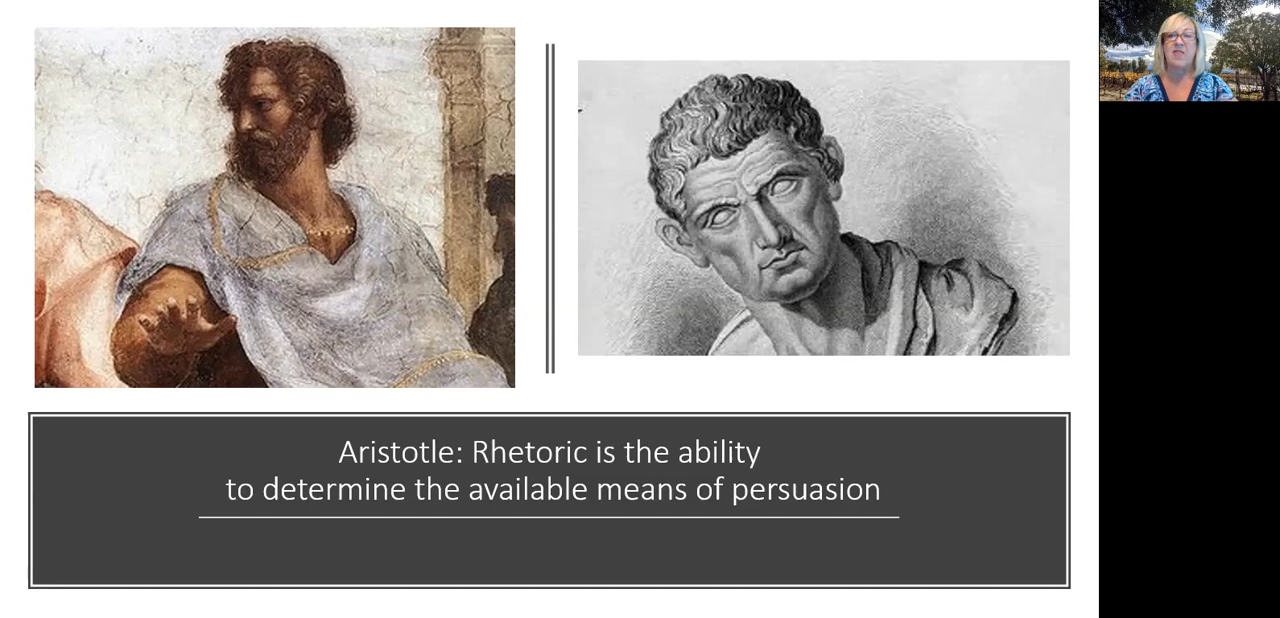 Aristotle: Rhetoric is the ability
to determine the available means of persuasion